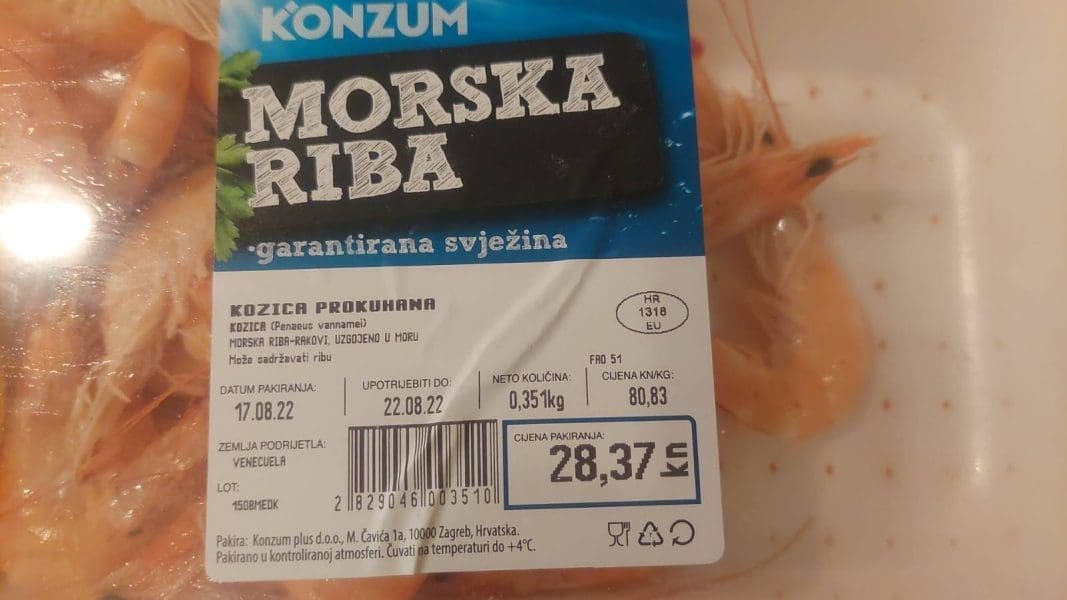 KONZUM
MORSKA
RIBA
·garantirana svježina
KOZICA PROKUHANA
KOZICA (Penaeus vannamei)
MORSKA RIBA-RAKOVI, UZGOJENO U MORU
Može sadržavati ribu
HR
1316
EU
FAO 51
DATUM PAKIRANJA:
17.08.22
UPOTRIJEBITI DO:
22.08.22
NETO KOLIČINA:
0,351kg
CIJENA KN/KG:
80,83
ZEMLJA PODRIJETLA:
VENECUELA
LOT:
1508MEDK
2 829046 003510
CIJENA PAKIRANJA:
28,37 kn
Pakira: Konzum plus d.o.o., M. Čavića 1a, 10000 Zagreb, Hrvatska.
Pakirano u kontroliranoj atmosferi. Čuvati na temperaturi do +4°C.